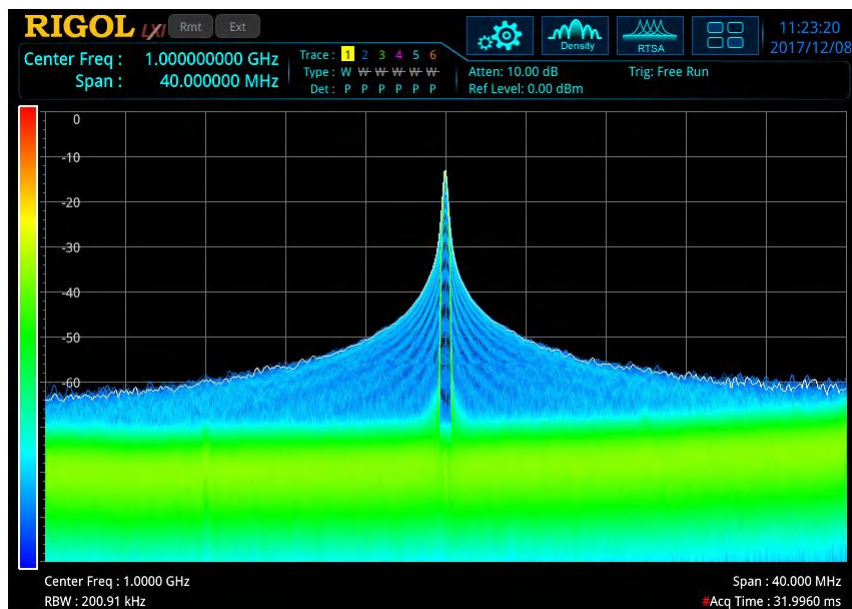 RIGOL LXI Rmt Ext
11:23:20
2017/12/08
Density
RTSA
Center Freq : 1.000000000 GHz
Span : 40.000000 MHz
Trace : 1 2 3 4 5 6
Type : W W W W W W
Det : P P P P P P
Atten: 10.00 dB
Ref Level: 0.00 dBm
Trig: Free Run
0
-10
-20
-30
-40
-50
-60
Center Freq : 1.0000 GHz
Span : 40.000 MHz
RBW : 200.91 kHz
#Acq Time : 31.9960 ms